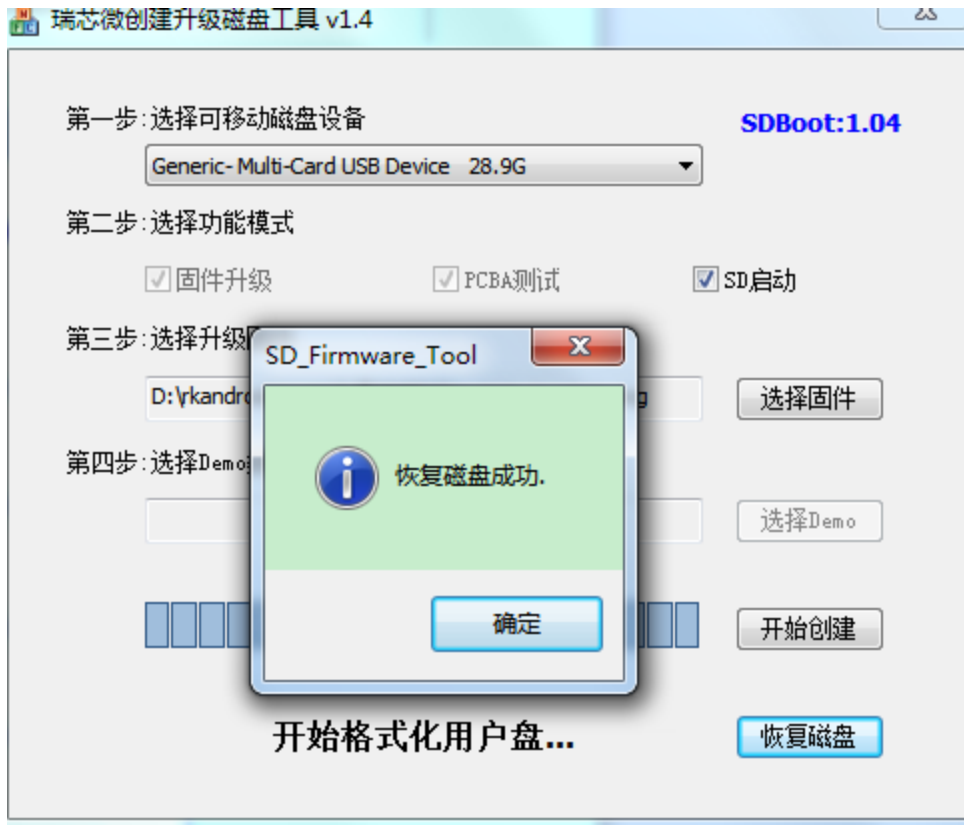 瑞芯微创建升级磁盘工具 v1.4
第一步:选择可移动磁盘设备
SDBoot:1.04
Generic- Multi-Card USB Device 28.9G
第二步:选择功能模式
固件升级 PCBA测试 SD启动
第三步:选择升级
SD_Firmware_Tool
D:\rkandro
选择固件
恢复磁盘成功.
第四步:选择Demo
选择Demo
确定
开始创建
开始格式化用户盘...
恢复磁盘